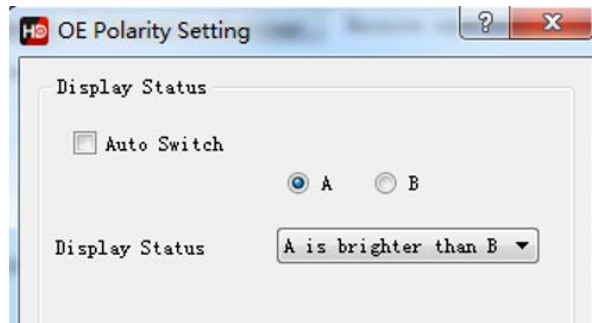 HD OE Polarity Setting
? X
Display Status
Auto Switch
A B
Display Status A is brighter than B